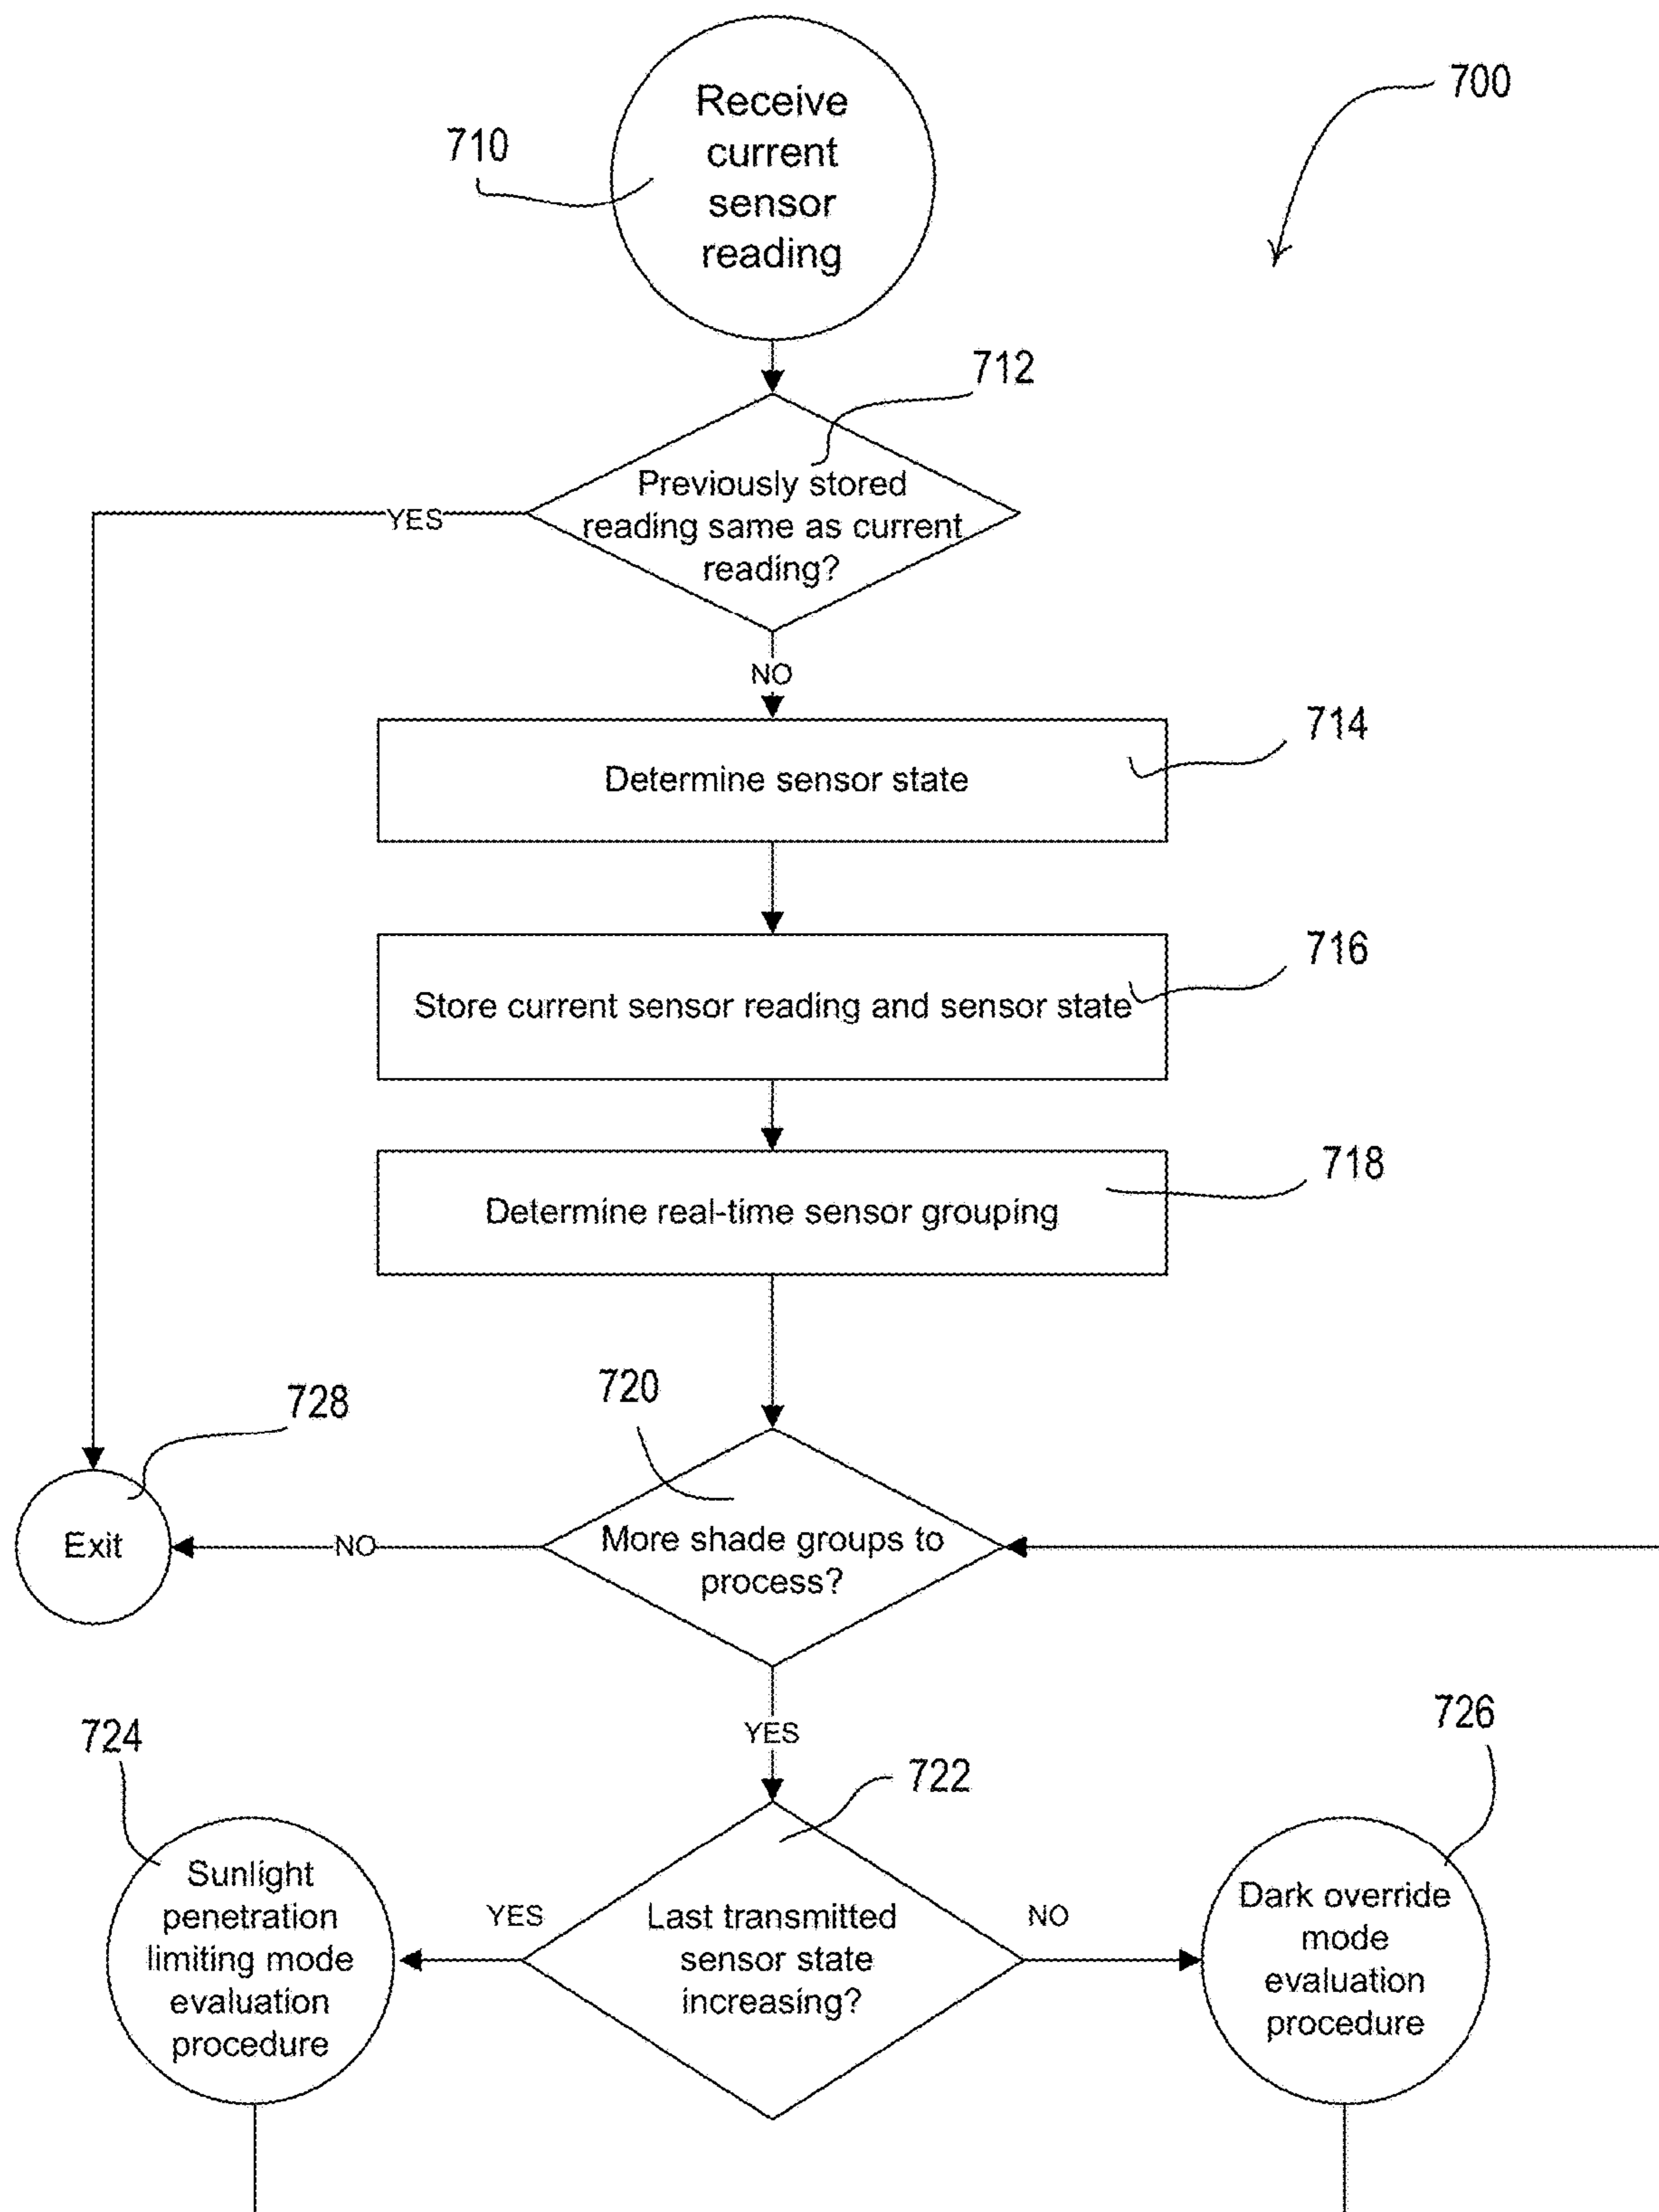 Receive
current
sensor
reading
700
710
712
Previously stored
reading same as current
reading?
YES
NO
714
Determine sensor state
716
Store current sensor reading and sensor state
718
Determine real-time sensor grouping
728
720
Exit
NO
More shade groups to
process?
YES
724
722
726
Sunlight
penetration
limiting mode
evaluation
procedure
YES
Last transmitted
sensor state
increasing?
NO
Dark override
mode
evaluation
procedure